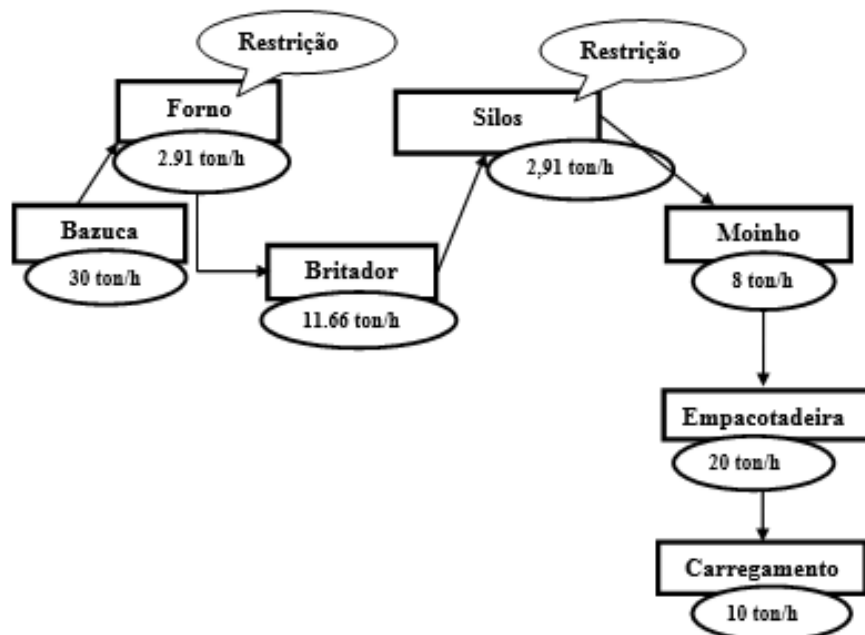 Restrição
Forno
2.91 ton/h
Bazuca
30 ton/h
Britador
11.66 ton/h
Restrição
Silos
2,91 ton/h
Moinho
8 ton/h
Empacotadeira
20 ton/h
Carregamento
10 ton/h